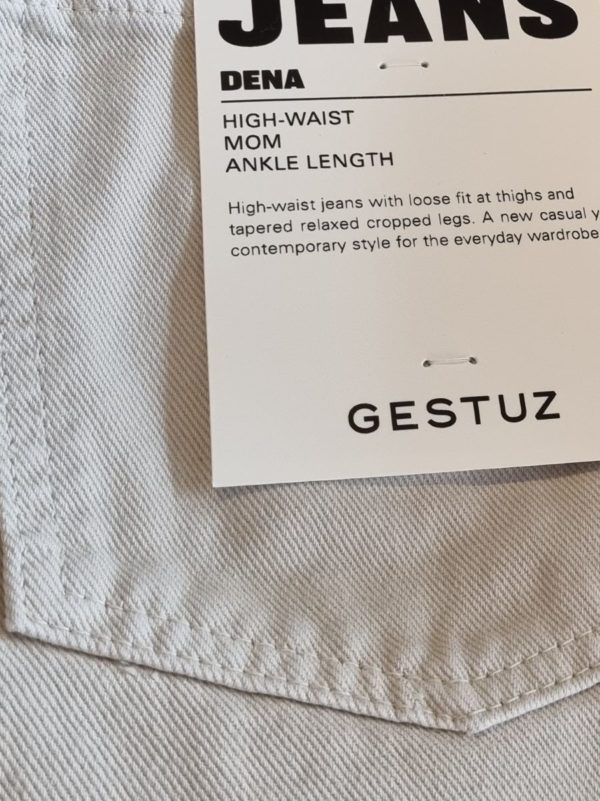 JEANS
DENA
HIGH-WAIST
MOM
ANKLE LENGTH
High-waist jeans with loose fit at thighs and
tapered relaxed cropped legs. A new casual
contemporary style for the everyday wardrobe
GESTUZ